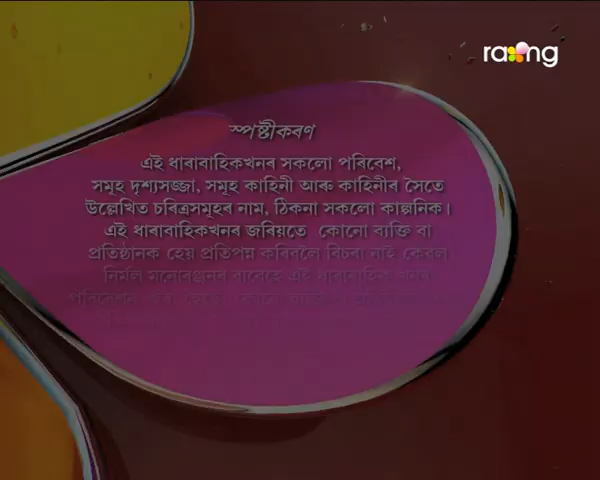 rang
স্পষ্টীকৰণ
এই ধাৰাবাহিকখনৰ সকলো পৰিবেশ,
সমূহ দৃশ্যসজ্জা, সমূহ কাহিনী আৰু কাহিনীৰ সৈতে
উল্লেখিত চৰিত্ৰসমূহৰ নাম, ঠিকনা সকলো কাল্পনিক।
এই ধাৰাবাহিকখনৰ জৰিয়তে কোনো ব্যক্তি বা
প্ৰতিষ্ঠানক হেয় প্ৰতিপন্ন কৰিবলৈ বিচৰা নাই কেৱল
নিৰ্মল মনোৰঞ্জনৰ বাবেহে এই ধাৰাবাহিকখনৰ